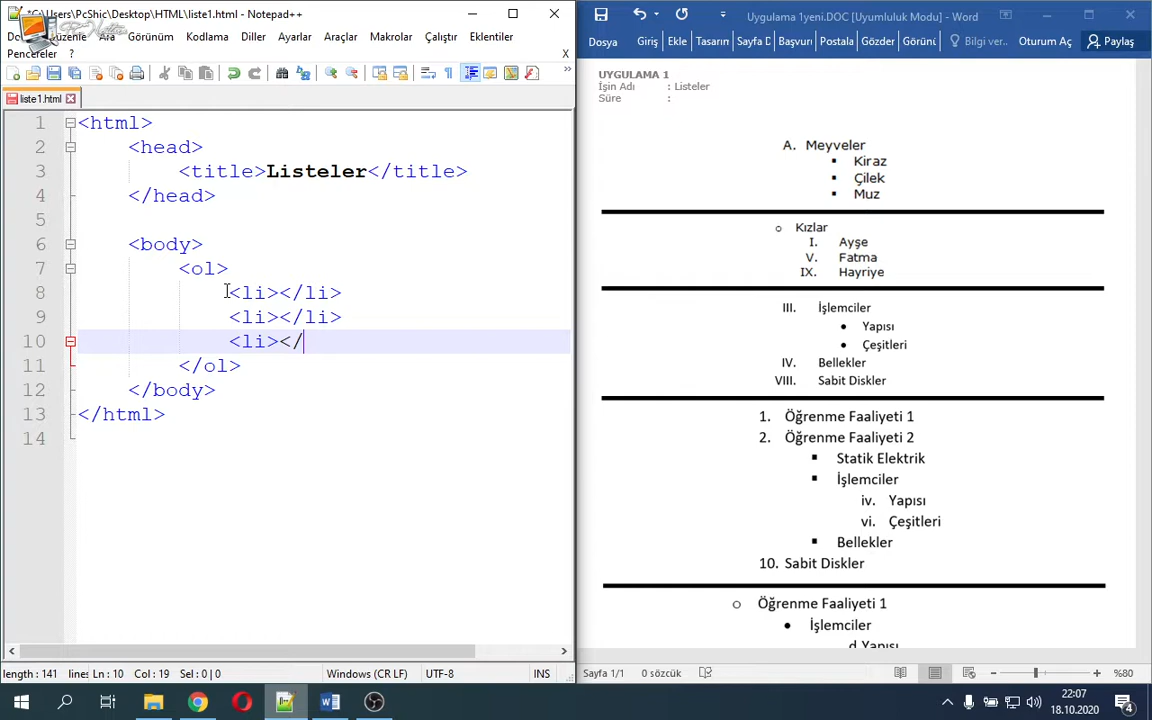 *C:\Users\PcShic\Desktop\HTML\liste1.html - Notepad++
Ara Görünüm Kodlama Diller Ayarlar Araçlar Makrolar Çalıştır Eklentiler
Pencereler ? X
liste1.html
1 <html>
2 <head>
3 <title>Listeler</title>
4 </head>
5
6 <body>
7 <ol>
8 <li></li>
9 <li></li>
10 <li></
11 </ol>
12 </body>
13 </html>
14
length : 141 lines Ln : 10 Col : 19 Sel : 0 | 0 Windows (CR LF) UTF-8 INS
Uygulama 1yeni.DOC [Uyumluluk Modu] - Word
Dosya Giriş Ekle Tasarın Sayfa D Başvuru Postala Gözder Görünü Bilgi ver... Oturum Aç Paylaş
UYGULAMA 1
İşin Adı : Listeler
Süre :
A. Meyveler
▪ Kiraz
▪ Çilek
▪ Muz
o Kızlar
I. Ayşe
V. Fatma
IX. Hayriye
III. İşlemciler
• Yapısı
• Çeşitleri
IV. Bellekler
VIII. Sabit Diskler
1. Öğrenme Faaliyeti 1
2. Öğrenme Faaliyeti 2
▪ Statik Elektrik
▪ İşlemciler
iv. Yapısı
vi. Çeşitleri
▪ Bellekler
10. Sabit Diskler
o Öğrenme Faaliyeti 1
• İşlemciler
d Yapısı
Sayfa 1/1 0 sözcük %80
22:07
18.10.2020
4